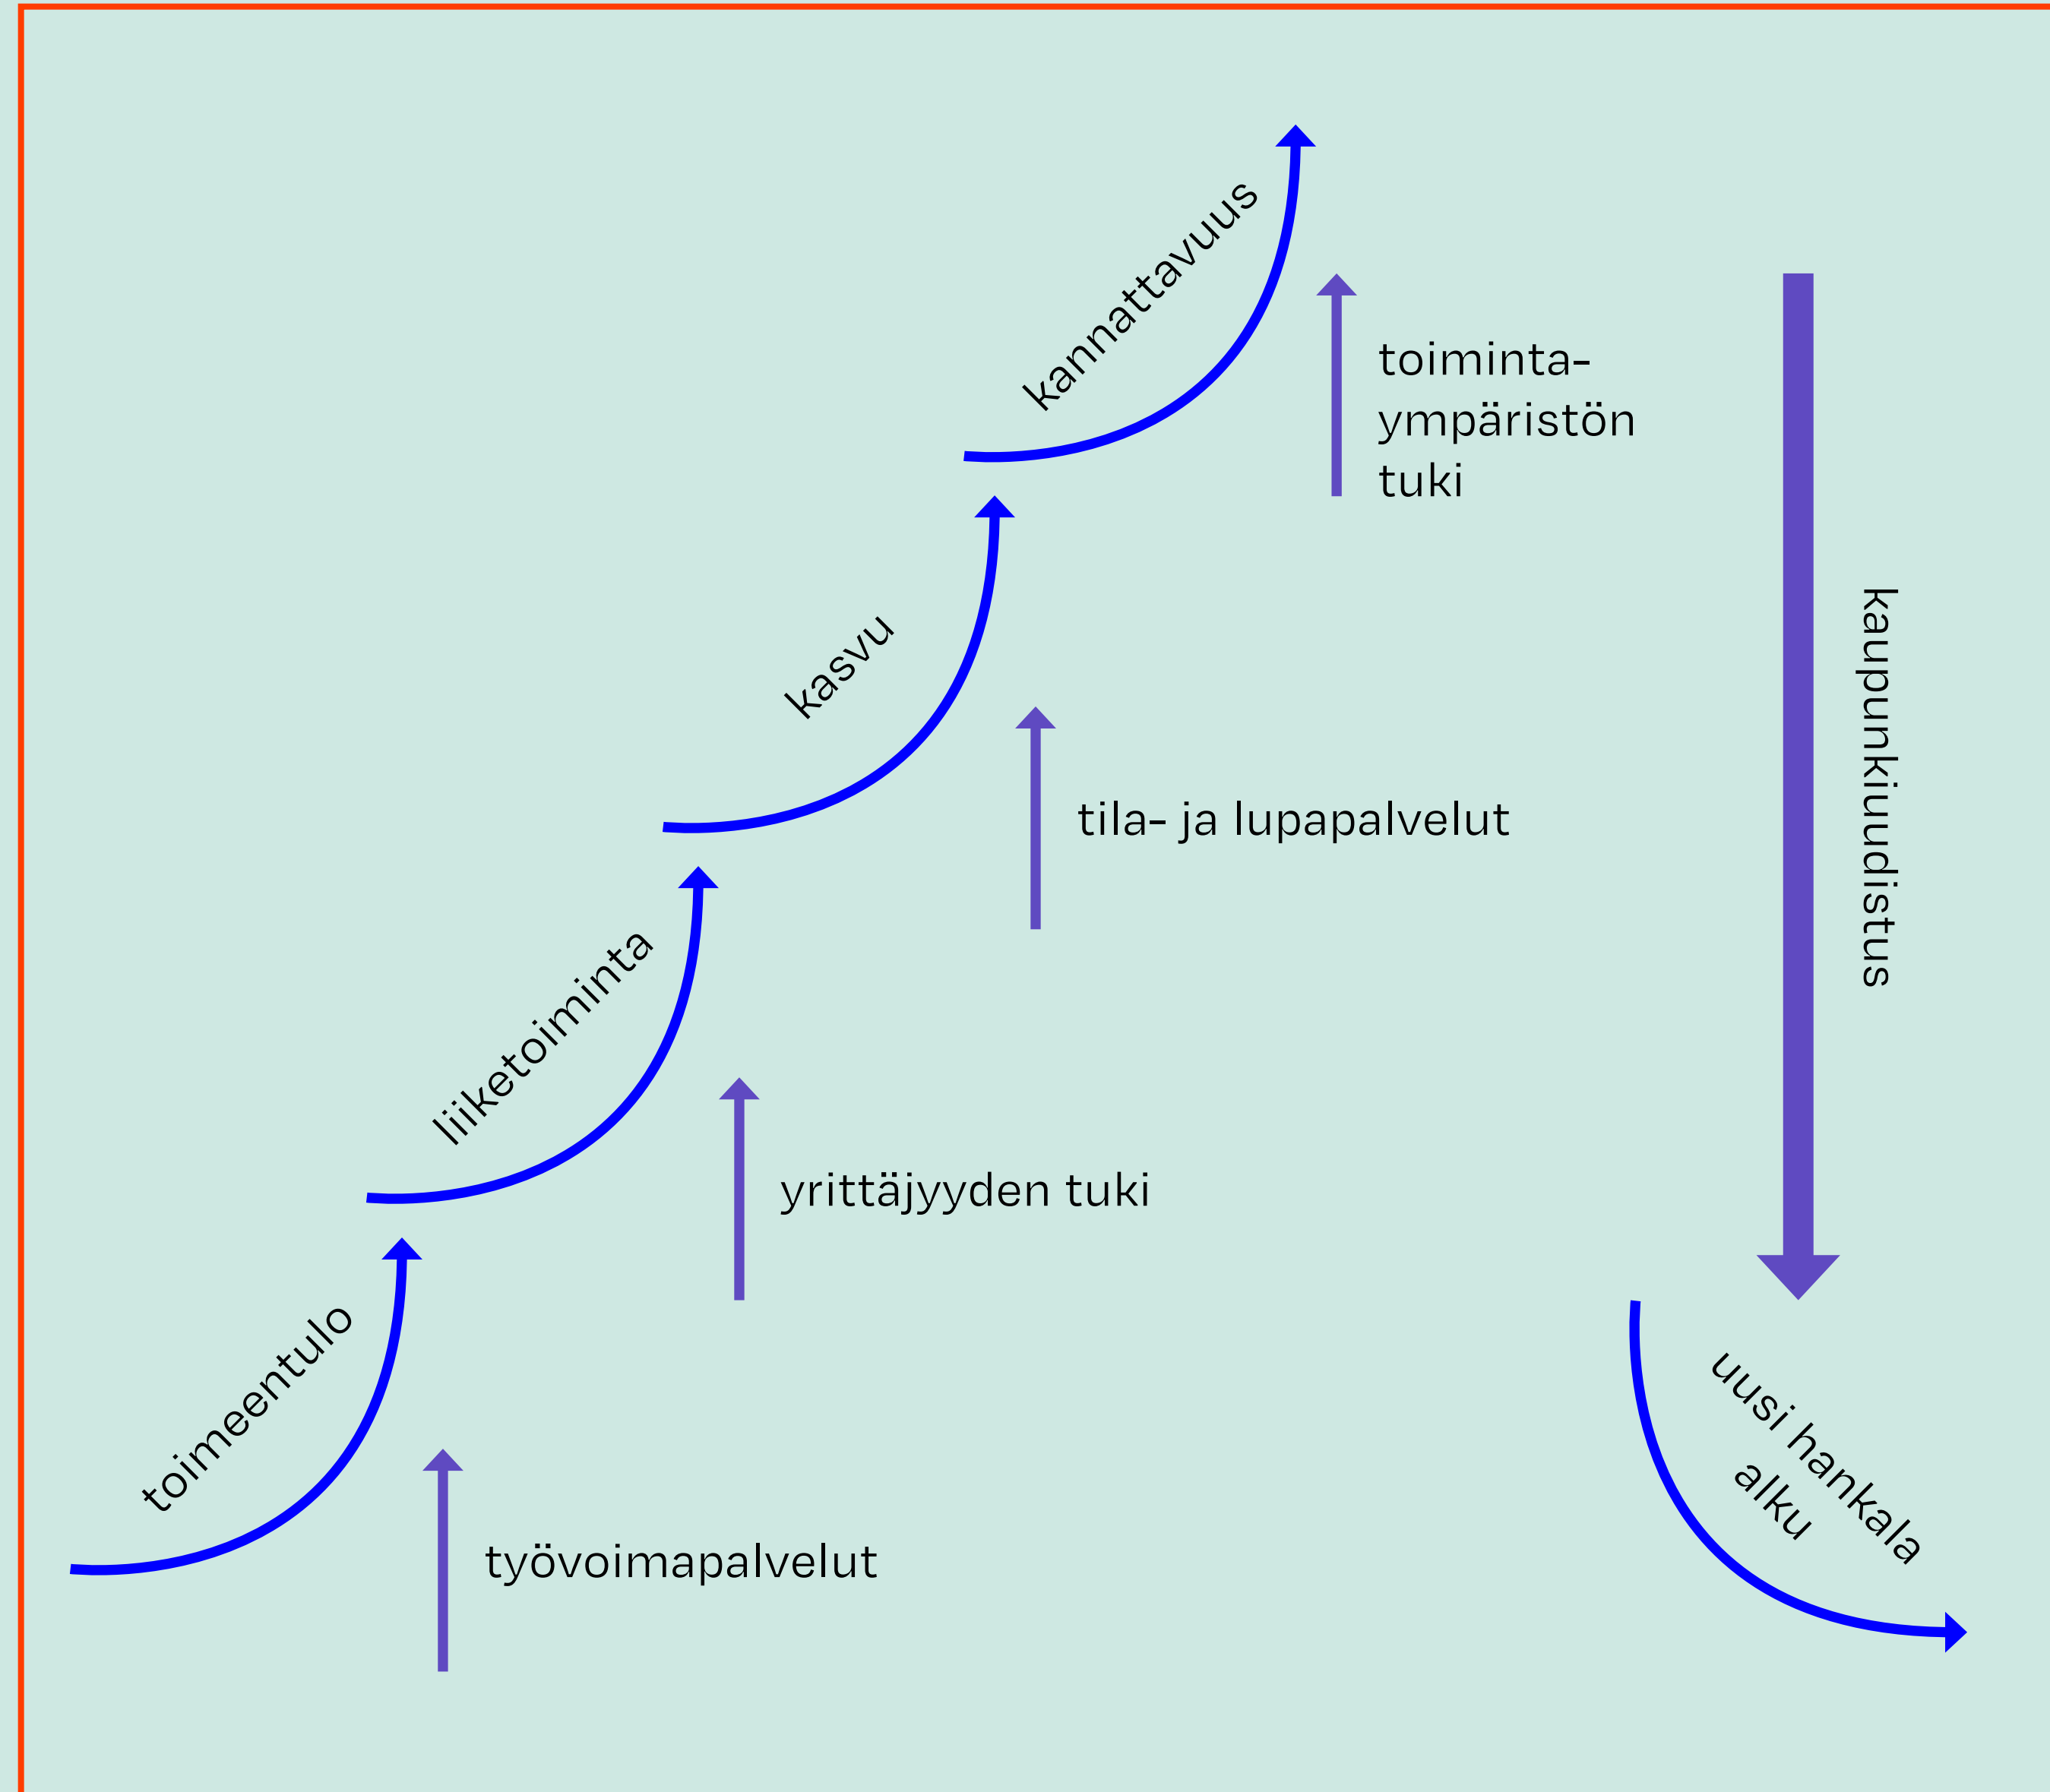 kannattavuus
toiminta-
ympäristön
tuki
kasvu
tila- ja lupapalvelut
kaupunkiuudistus
liiketoiminta
yrittäjyyden tuki
toimeentulo
työvoimapalvelut
uusi hankala
alku